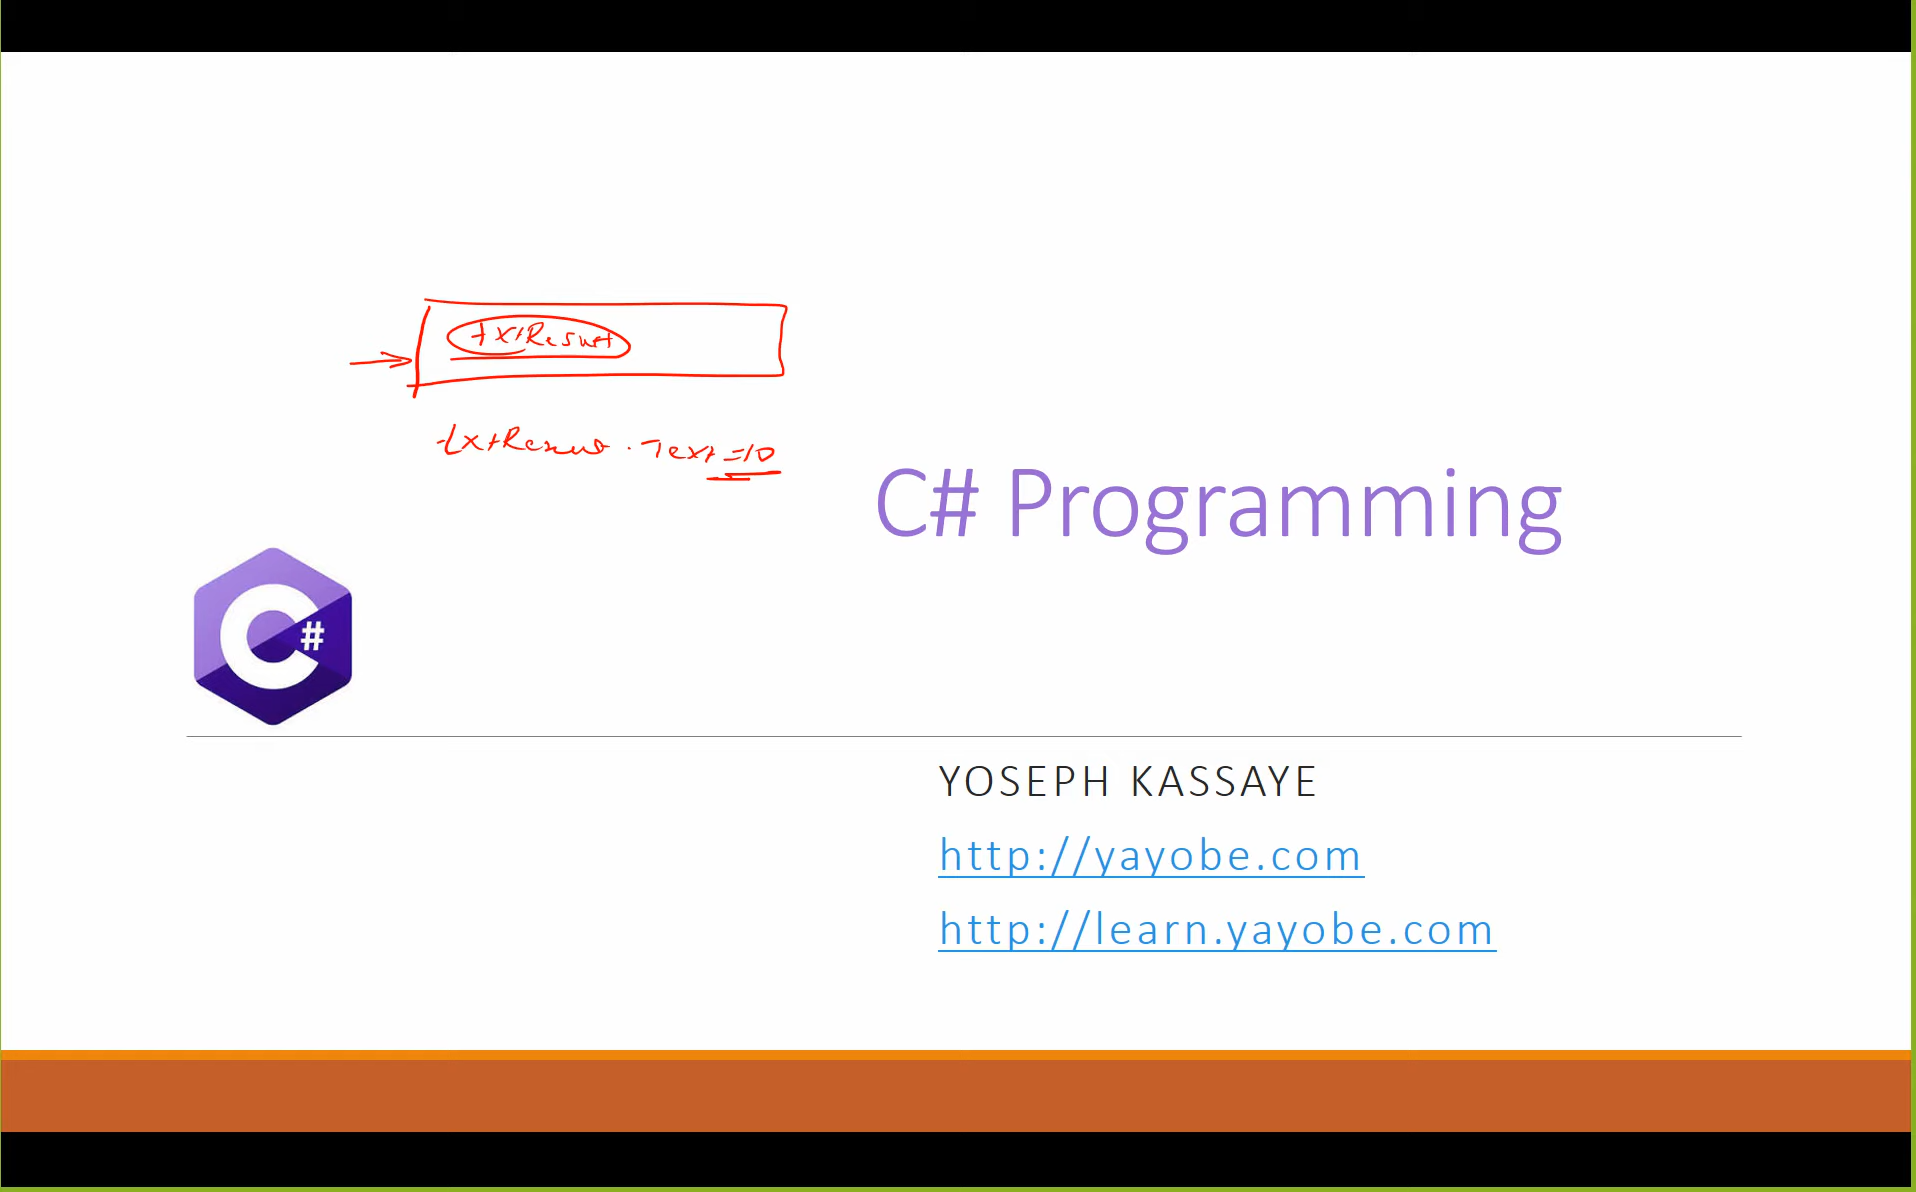 txtResult
txtResult.Text=10
C# Programming
C#
YOSEPH KASSAYE
http://yayobe.com
http://learn.yayobe.com